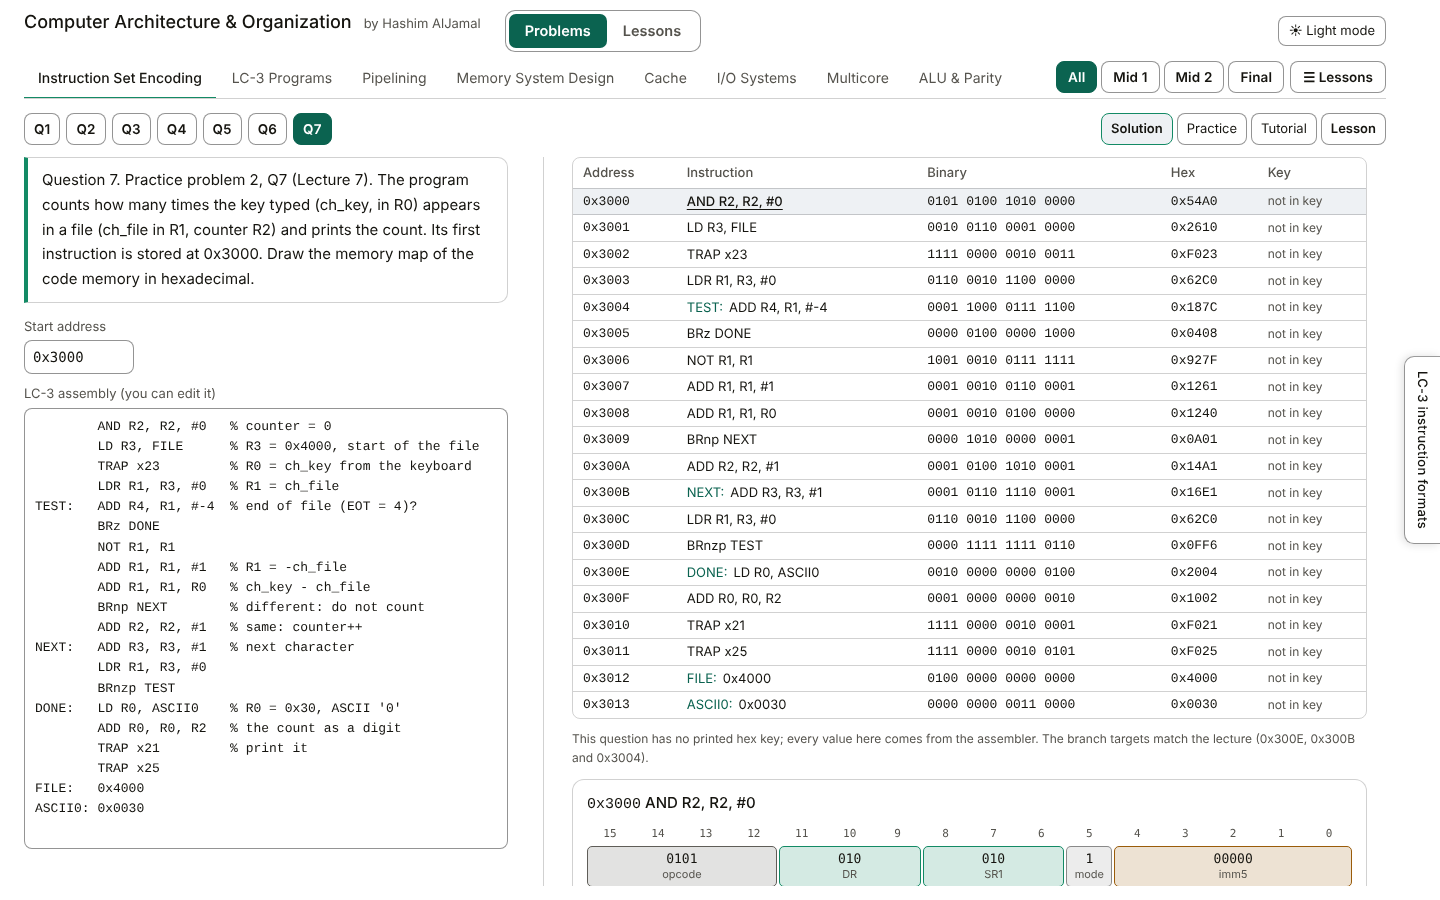 Computer Architecture & Organization by Hashim AlJamal Problems Lessons ☀ Light mode
Instruction Set Encoding LC-3 Programs Pipelining Memory System Design Cache I/O Systems Multicore ALU & Parity All Mid 1 Mid 2 Final ☰ Lessons
Q1 Q2 Q3 Q4 Q5 Q6 Q7 Solution Practice Tutorial Lesson
Question 7. Practice problem 2, Q7 (Lecture 7). The program
counts how many times the key typed (ch_key, in R0) appears
in a file (ch_file in R1, counter R2) and prints the count. Its first
instruction is stored at 0x3000. Draw the memory map of the
code memory in hexadecimal.
Start address
0x3000
LC-3 assembly (you can edit it)
AND R2, R2, #0 % counter = 0
LD R3, FILE % R3 = 0x4000, start of the file
TRAP x23 % R0 = ch_key from the keyboard
LDR R1, R3, #0 % R1 = ch_file
TEST: ADD R4, R1, #-4 % end of file (EOT = 4)?
BRz DONE
NOT R1, R1
ADD R1, R1, #1 % R1 = -ch_file
ADD R1, R1, R0 % ch_key - ch_file
BRnp NEXT % different: do not count
ADD R2, R2, #1 % same: counter++
NEXT: ADD R3, R3, #1 % next character
LDR R1, R3, #0
BRnzp TEST
DONE: LD R0, ASCII0 % R0 = 0x30, ASCII '0'
ADD R0, R0, R2 % the count as a digit
TRAP x21 % print it
TRAP x25
FILE: 0x4000
ASCII0: 0x0030
Address Instruction Binary Hex Key
0x3000 AND R2, R2, #0 0101 0100 1010 0000 0x54A0 not in key
0x3001 LD R3, FILE 0010 0110 0001 0000 0x2610 not in key
0x3002 TRAP x23 1111 0000 0010 0011 0xF023 not in key
0x3003 LDR R1, R3, #0 0110 0010 1100 0000 0x62C0 not in key
0x3004 TEST: ADD R4, R1, #-4 0001 1000 0111 1100 0x187C not in key
0x3005 BRz DONE 0000 0100 0000 1000 0x0408 not in key
0x3006 NOT R1, R1 1001 0010 0111 1111 0x927F not in key
0x3007 ADD R1, R1, #1 0001 0010 0110 0001 0x1261 not in key
0x3008 ADD R1, R1, R0 0001 0010 0100 0000 0x1240 not in key
0x3009 BRnp NEXT 0000 1010 0000 0001 0x0A01 not in key
0x300A ADD R2, R2, #1 0001 0100 1010 0001 0x14A1 not in key
0x300B NEXT: ADD R3, R3, #1 0001 0110 1110 0001 0x16E1 not in key
0x300C LDR R1, R3, #0 0110 0010 1100 0000 0x62C0 not in key
0x300D BRnzp TEST 0000 1111 1111 0110 0x0FF6 not in key
0x300E DONE: LD R0, ASCII0 0010 0000 0000 0100 0x2004 not in key
0x300F ADD R0, R0, R2 0001 0000 0000 0010 0x1002 not in key
0x3010 TRAP x21 1111 0000 0010 0001 0xF021 not in key
0x3011 TRAP x25 1111 0000 0010 0101 0xF025 not in key
0x3012 FILE: 0x4000 0100 0000 0000 0000 0x4000 not in key
0x3013 ASCII0: 0x0030 0000 0000 0011 0000 0x0030 not in key
This question has no printed hex key; every value here comes from the assembler. The branch targets match the lecture (0x300E, 0x300B
and 0x3004).
0x3000 AND R2, R2, #0
15 14 13 12 11 10 9 8 7 6 5 4 3 2 1 0
0101 010 010 1 00000
opcode DR SR1 mode imm5
LC-3 instruction formats